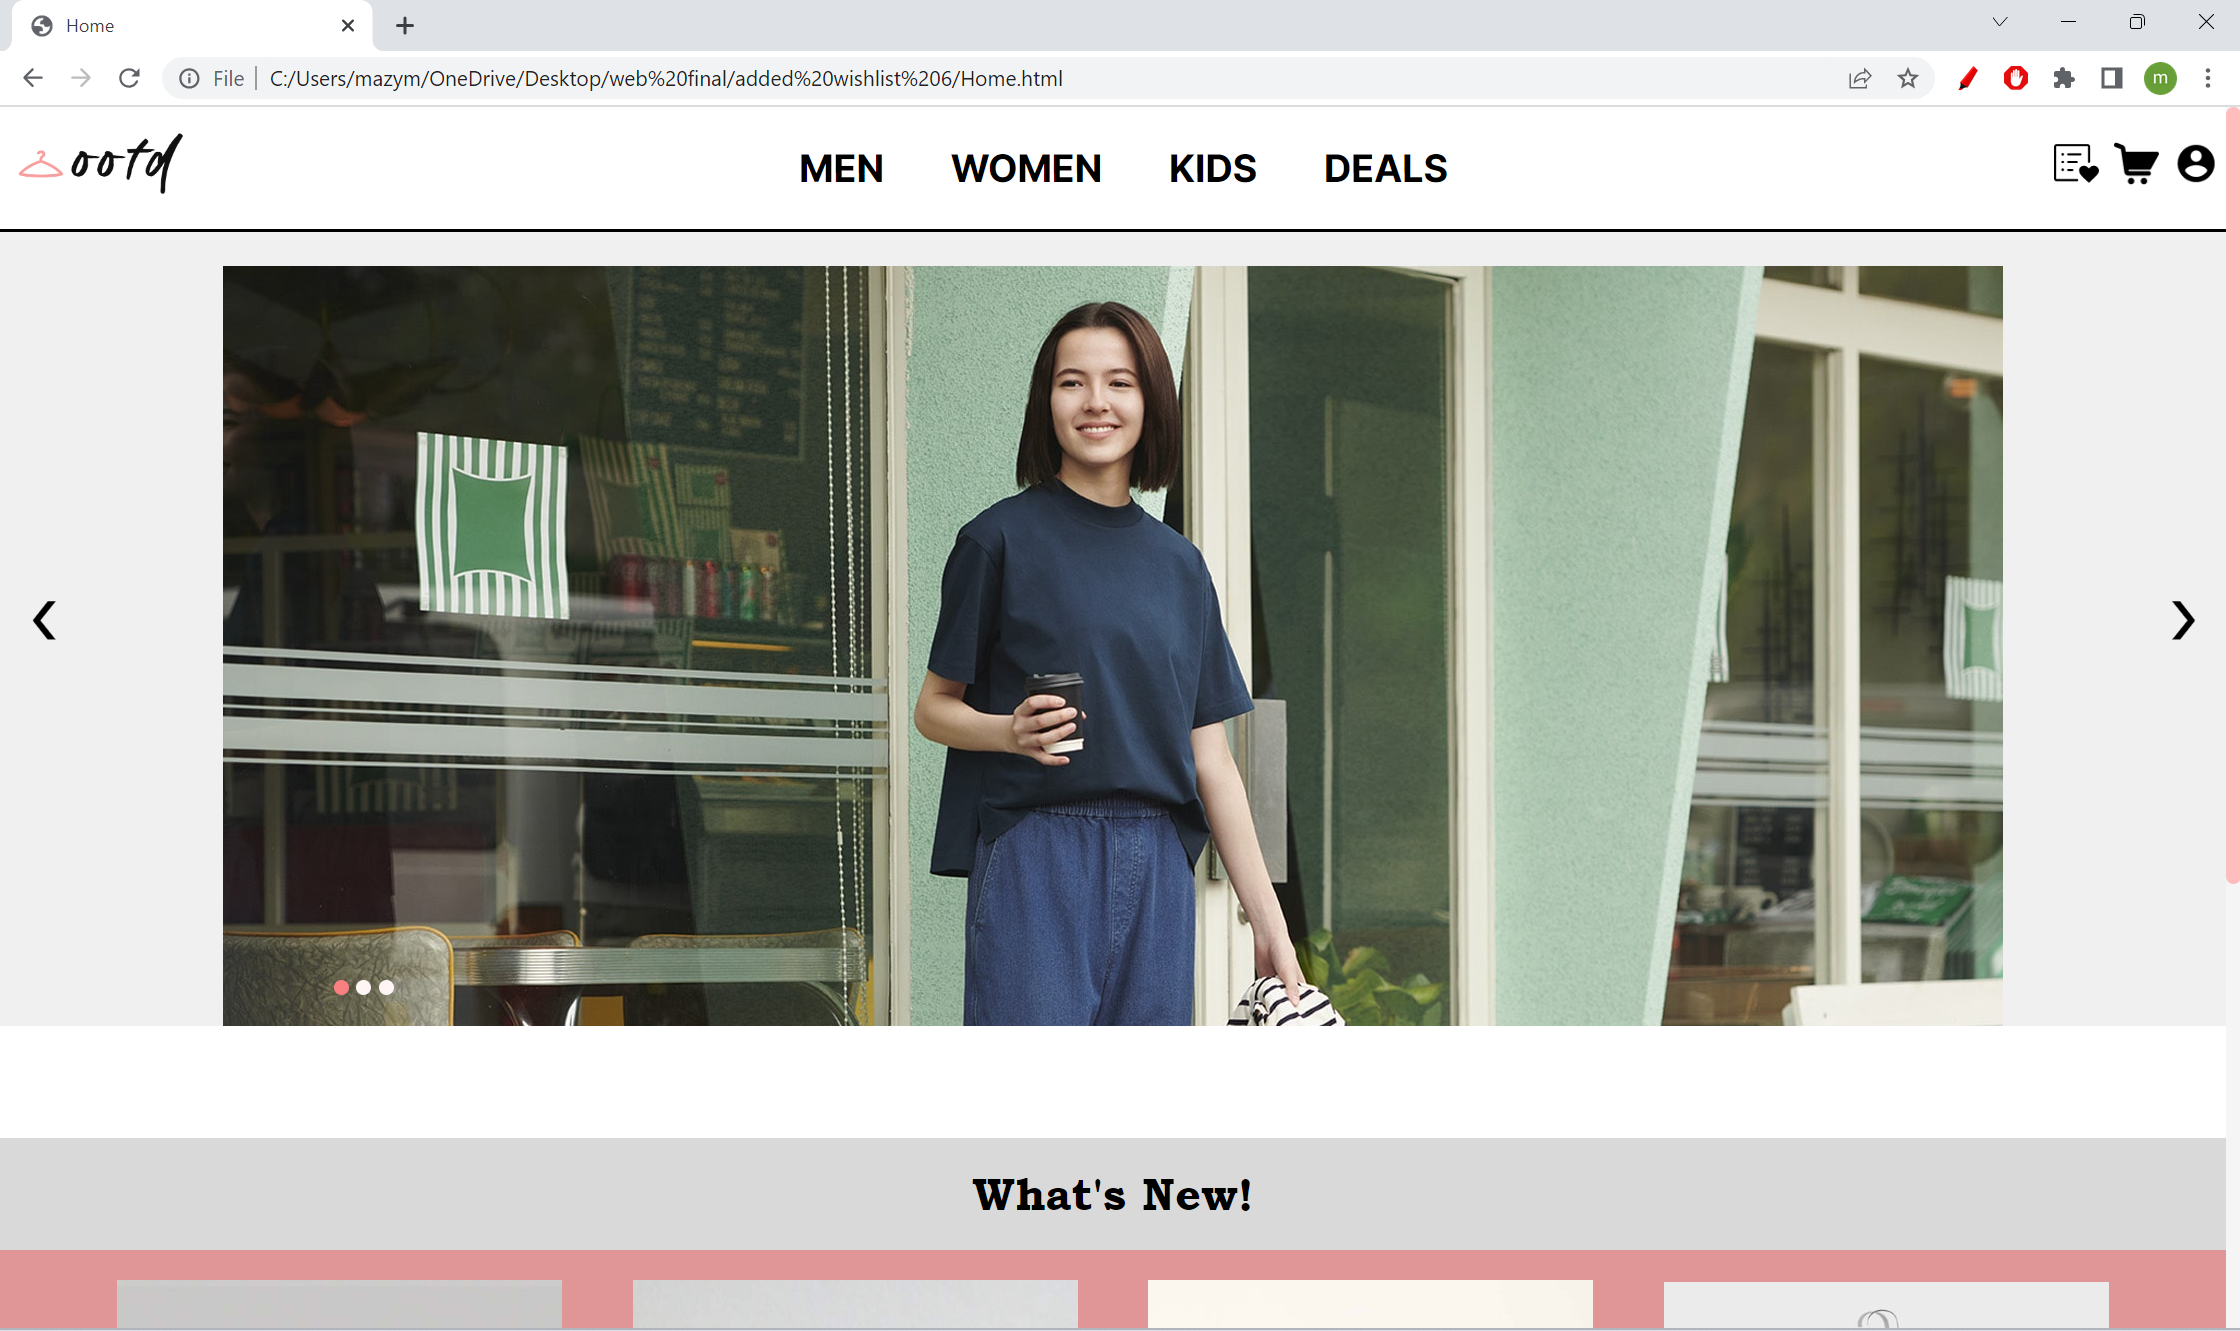 Home
File
C:/Users/mazym/OneDrive/Desktop/web%20final/added%20wishlist%206/Home.html
m
ootd
MEN WOMEN KIDS DEALS
What's New!